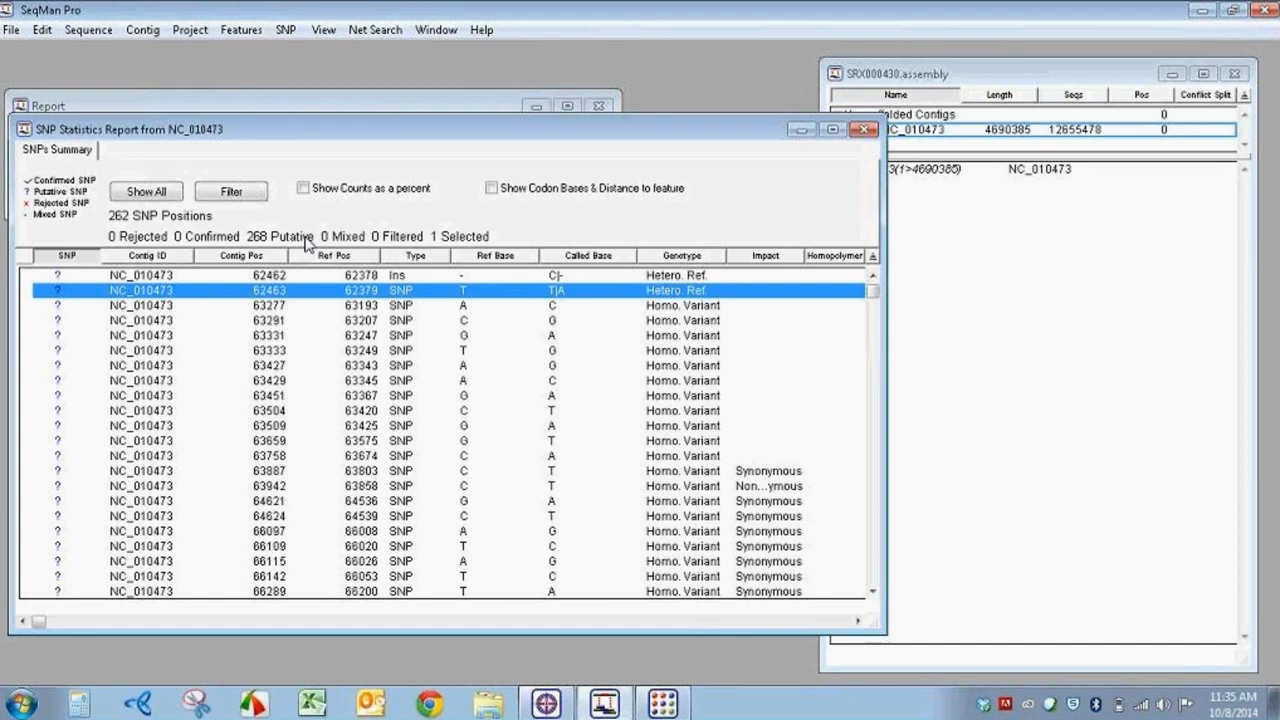 SeqMan Pro
File Edit Sequence Contig Project Features SNP View Net Search Window Help
SRX000430.assembly
Name Length Seqs Pos Conflict Split
Contigs 0
4690385 12655478 0
NC_010473
Report
SNP Statistics Report from NC_010473
SNPs Summary
Confirmed SNP
? Putative SNP
x Rejected SNP
- Mixed SNP
Show All Filter Show Counts as a percent Show Codon Bases & Distance to feature
262 SNP Positions
0 Rejected 0 Confirmed 268 Putative 0 Mixed 0 Filtered 1 Selected
SNP Contig ID Contig Pos Ref Pos Type Ref Base Called Base Genotype Impact Homopolymer
? NC_010473 62462 62378 Ins - C|- Hetero. Ref.
? NC_010473 62463 62379 SNP T T|A Hetero. Ref.
? NC_010473 63277 63193 SNP A C Homo. Variant
? NC_010473 63291 63207 SNP C G Homo. Variant
? NC_010473 63331 63247 SNP G A Homo. Variant
? NC_010473 63333 63249 SNP T G Homo. Variant
? NC_010473 63427 63343 SNP A G Homo. Variant
? NC_010473 63429 63345 SNP A C Homo. Variant
? NC_010473 63451 63367 SNP G A Homo. Variant
? NC_010473 63504 63420 SNP C T Homo. Variant
? NC_010473 63509 63425 SNP G A Homo. Variant
? NC_010473 63659 63575 SNP G T Homo. Variant
? NC_010473 63758 63674 SNP C A Homo. Variant
? NC_010473 63887 63803 SNP C T Homo. Variant Synonymous
? NC_010473 63942 63858 SNP C T Homo. Variant Non...ymous
? NC_010473 64621 64536 SNP G A Homo. Variant Synonymous
? NC_010473 64624 64539 SNP C T Homo. Variant Synonymous
? NC_010473 66097 66008 SNP A G Homo. Variant Synonymous
? NC_010473 66109 66020 SNP T C Homo. Variant Synonymous
? NC_010473 66115 66026 SNP A G Homo. Variant Synonymous
? NC_010473 66142 66053 SNP T C Homo. Variant Synonymous
? NC_010473 66289 66200 SNP T A Homo. Variant Synonymous
11:35 AM
10/8/2014